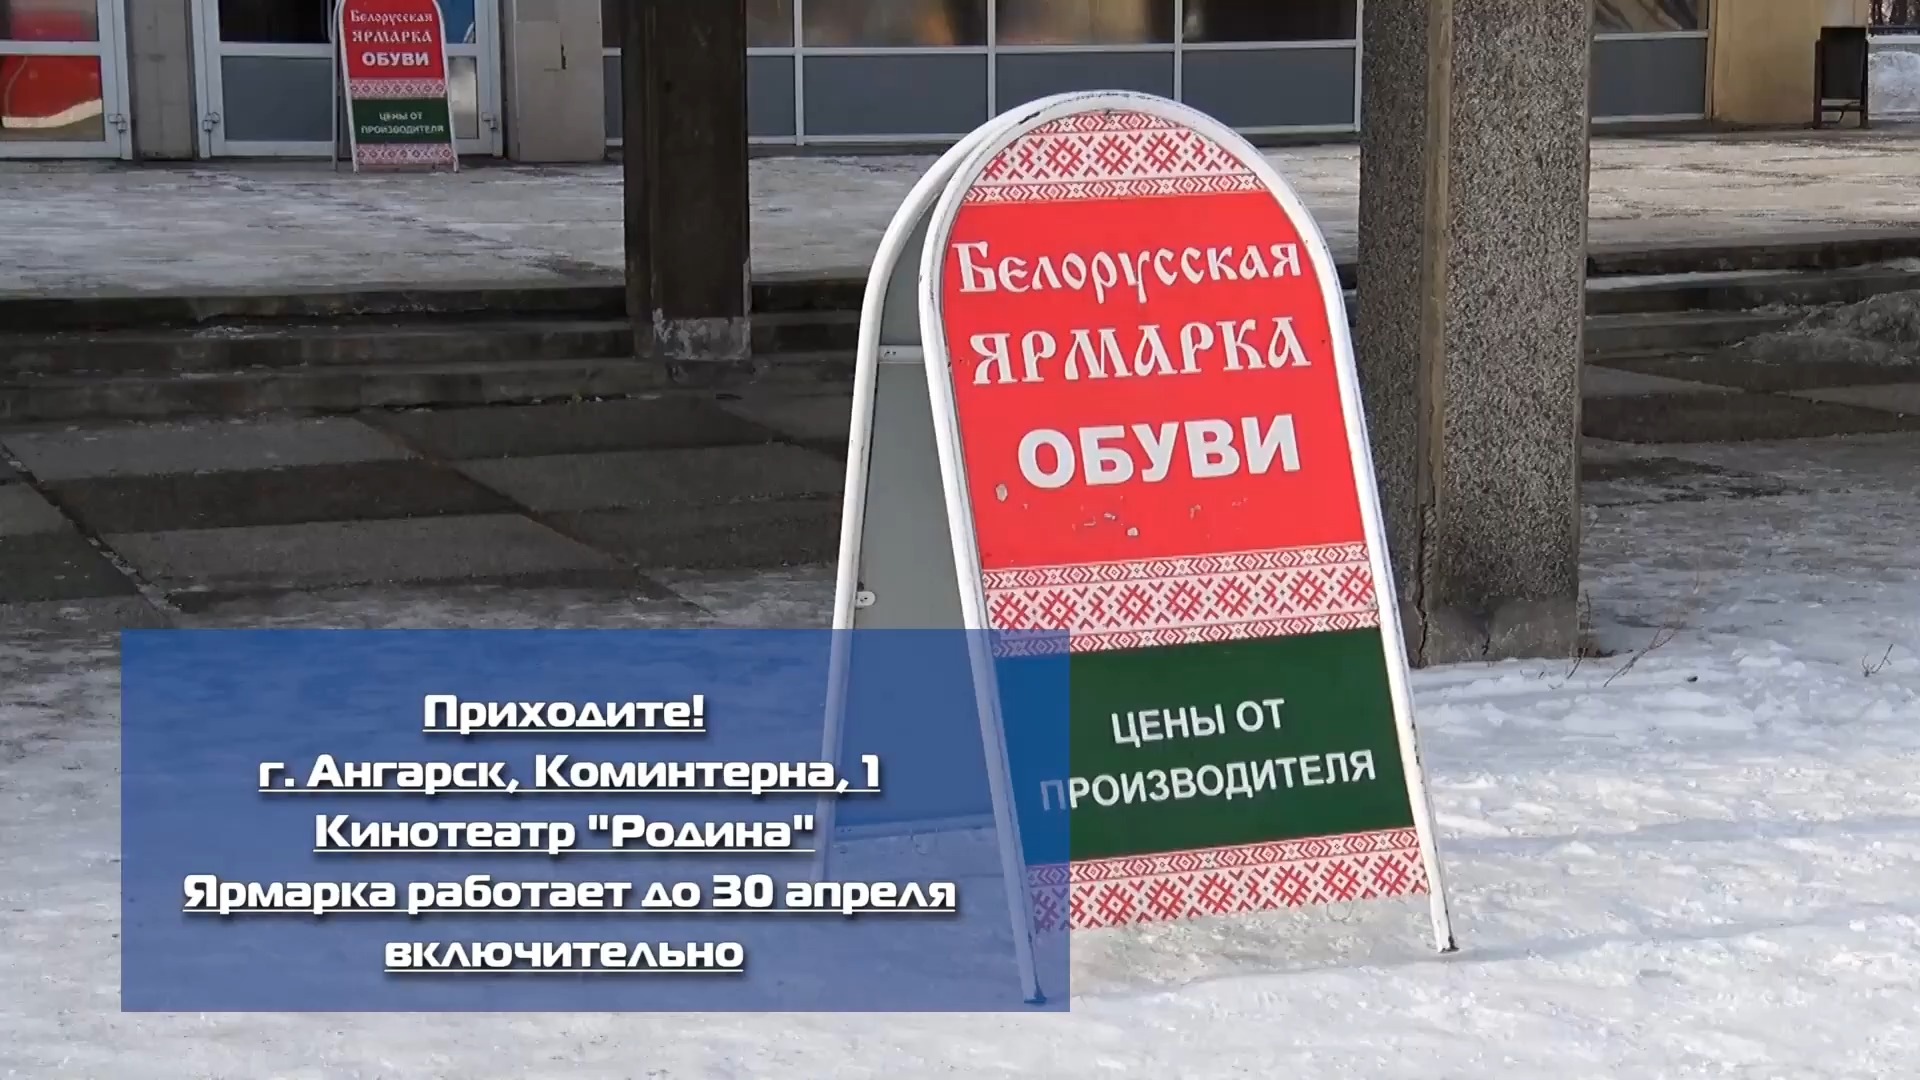 Белорусская
ЯРМАРКА
ОБУВИ
ЦЕНЫ ОТ
ПРОИЗВОДИТЕЛЯ
Белорусская
ЯРМАРКА
ОБУВИ
ЦЕНЫ ОТ
ПРОИЗВОДИТЕЛЯ
Приходите!
г. Ангарск, Коминтерна, 1
Кинотеатр "Родина"
Ярмарка работает до 30 апреля
включительно